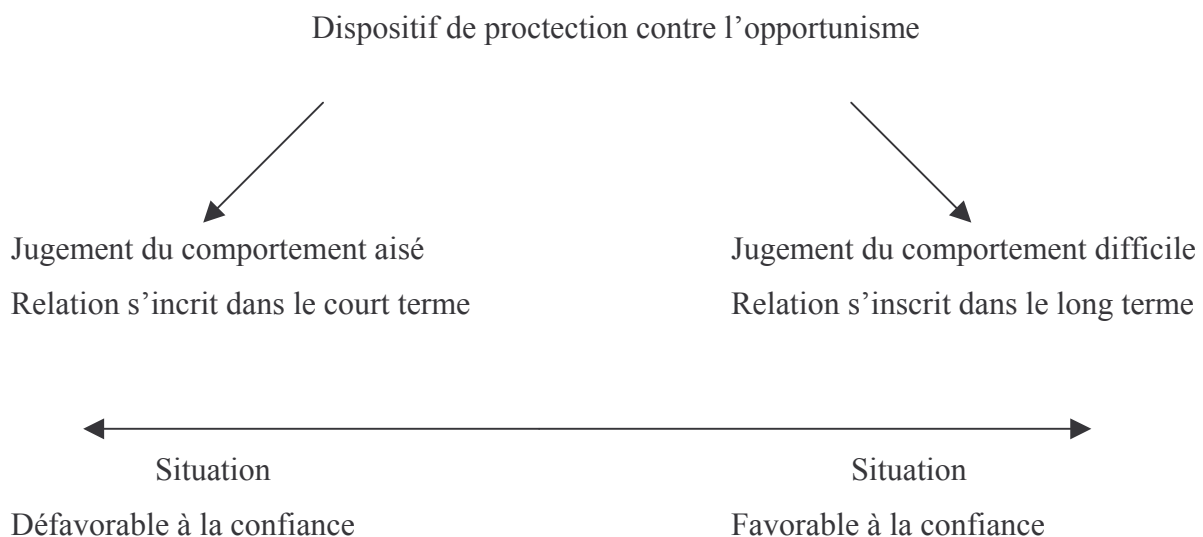 Dispositif de proctection contre l’opportunisme
Jugement du comportement aisé
Relation s’incrit dans le court terme
Jugement du comportement difficile
Relation s’inscrit dans le long terme
Situation
Défavorable à la confiance
Situation
Favorable à la confiance